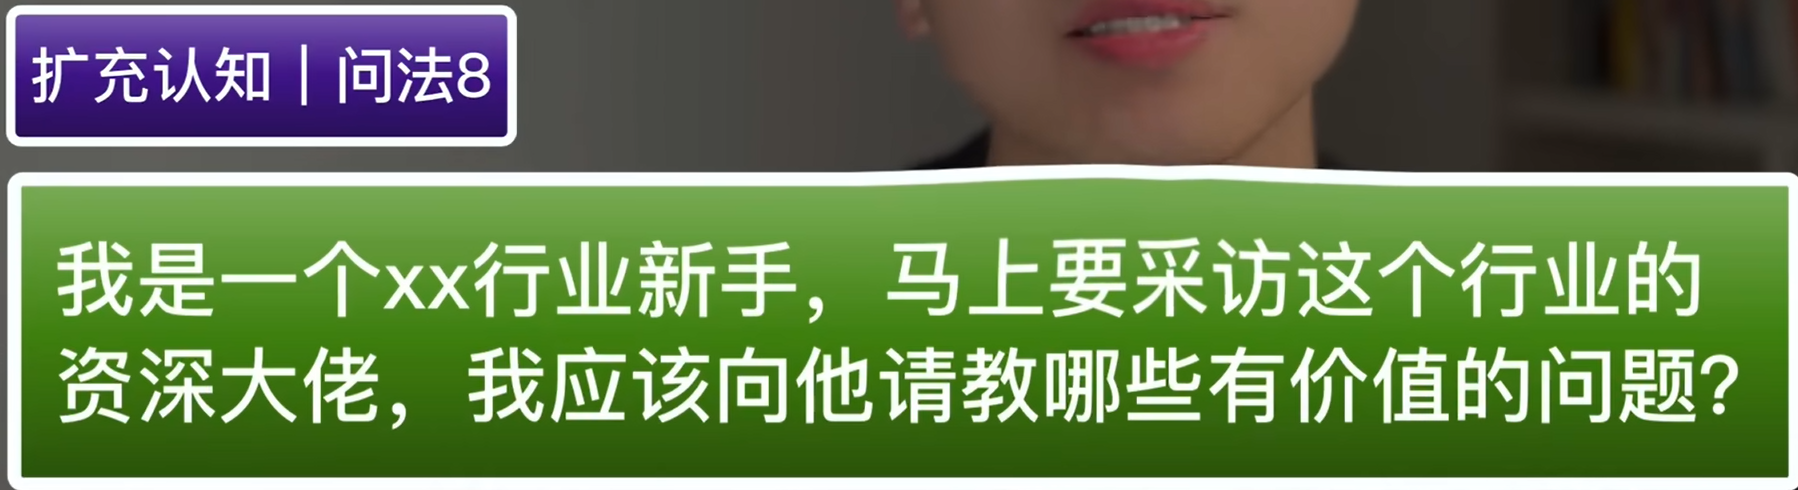 扩充认知｜问法8
我是一个xx行业新手，马上要采访这个行业的
资深大佬，我应该向他请教哪些有价值的问题？